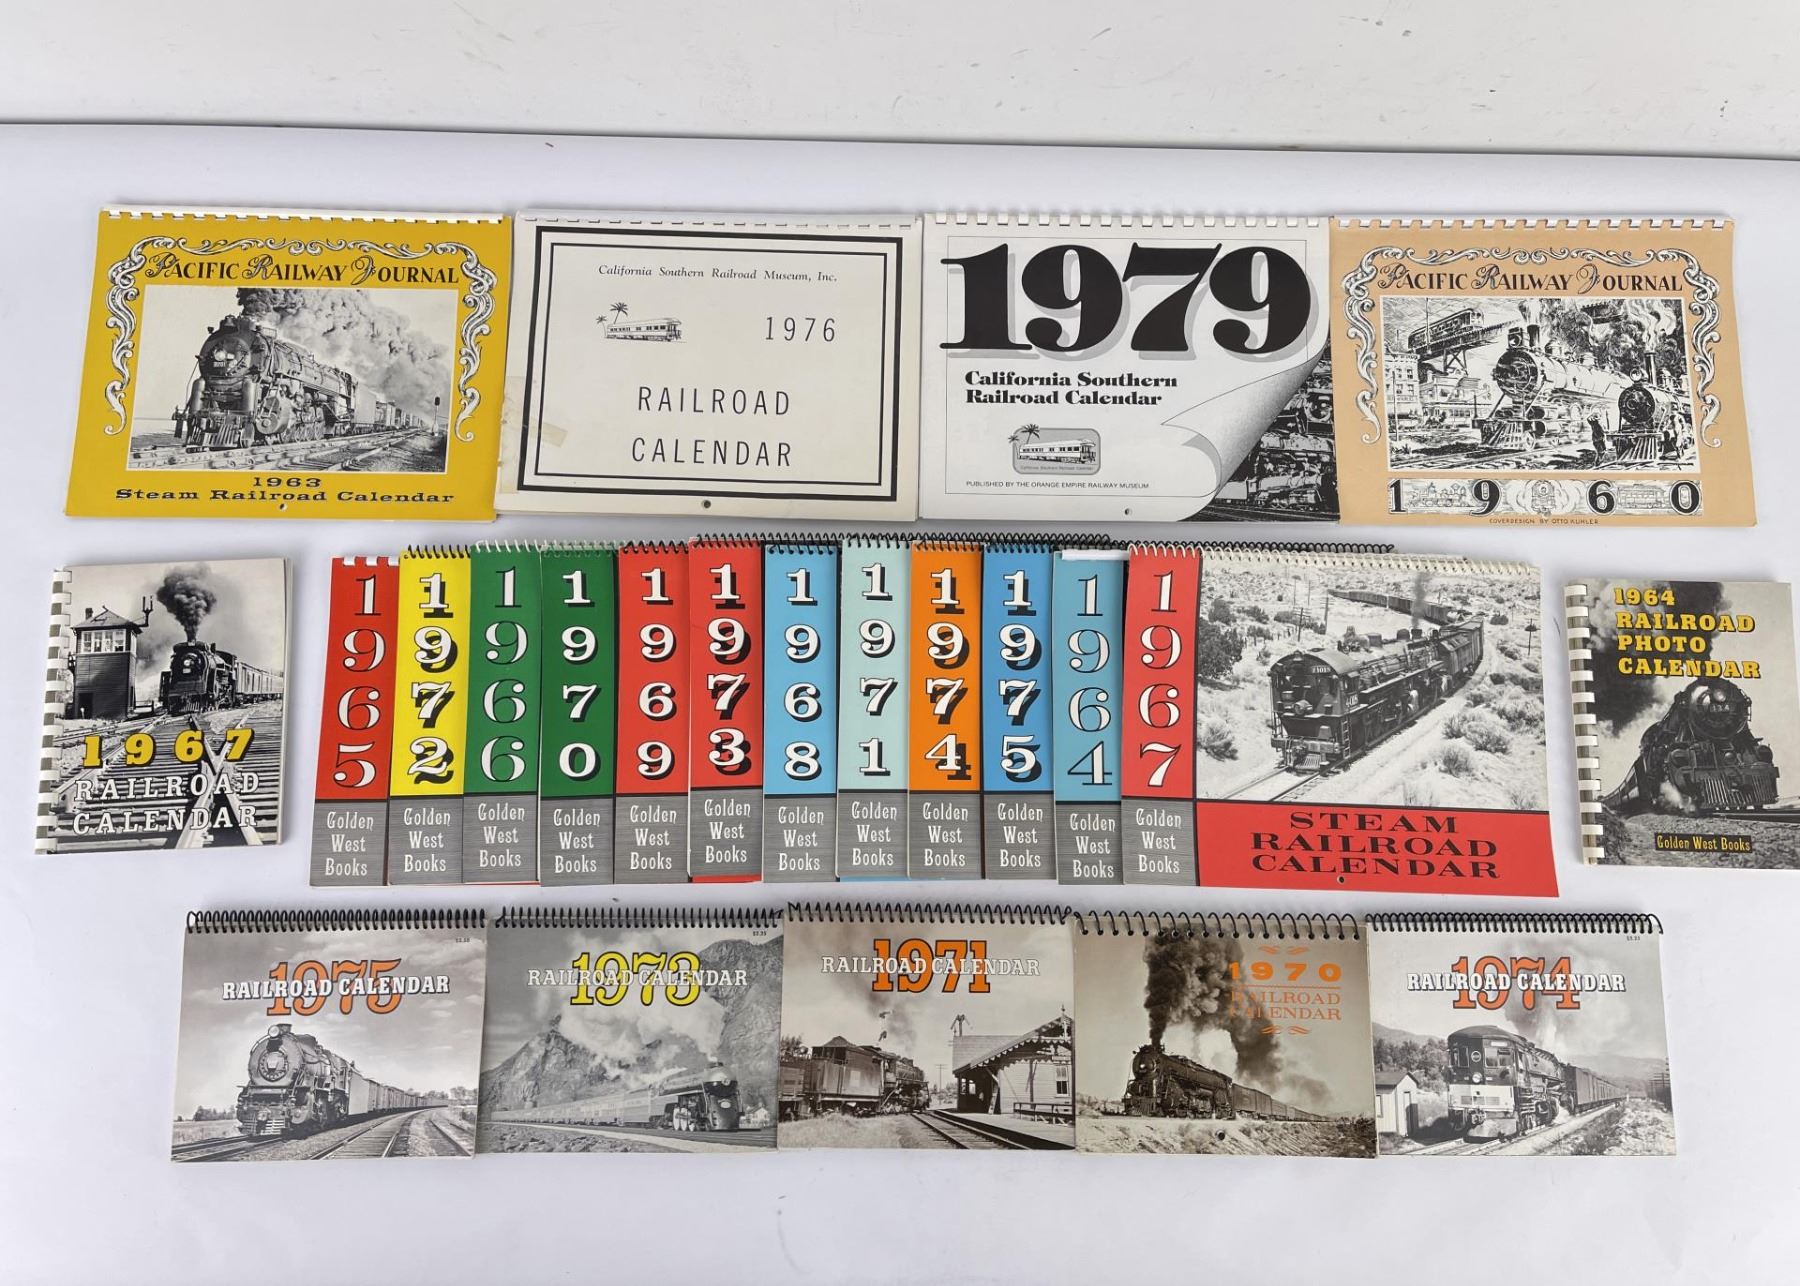 PACIFIC RAILWAY JOURNAL
1963
Steam Railroad Calendar
California Southern Railroad Museum, Inc.
1976
RAILROAD
CALENDAR
1979
California Southern
Railroad Calendar
California Southern Railroad Calendar
PUBLISHED BY THE ORANGE EMPIRE RAILWAY MUSEUM
PACIFIC RAILWAY JOURNAL
1960
COVERDESIGN BY OTTO KUHLER
1967
RAILROAD
CALENDAR
1965
Golden
West
Books
1972
Golden
West
Books
1966
Golden
West
Books
1970
Golden
West
Books
1969
Golden
West
Books
1973
Golden
West
Books
1968
Golden
West
Books
1971
Golden
West
Books
1974
Golden
West
Books
1975
Golden
West
Books
1964
Golden
West
Books
1967
Golden
West
Books
STEAM
RAILROAD
CALENDAR
1964
RAILROAD
PHOTO
CALENDAR
Golden West Books
1975
RAILROAD CALENDAR
1973
RAILROAD CALENDAR
1971
RAILROAD CALENDAR
1970
RAILROAD
CALENDAR
1974
RAILROAD CALENDAR